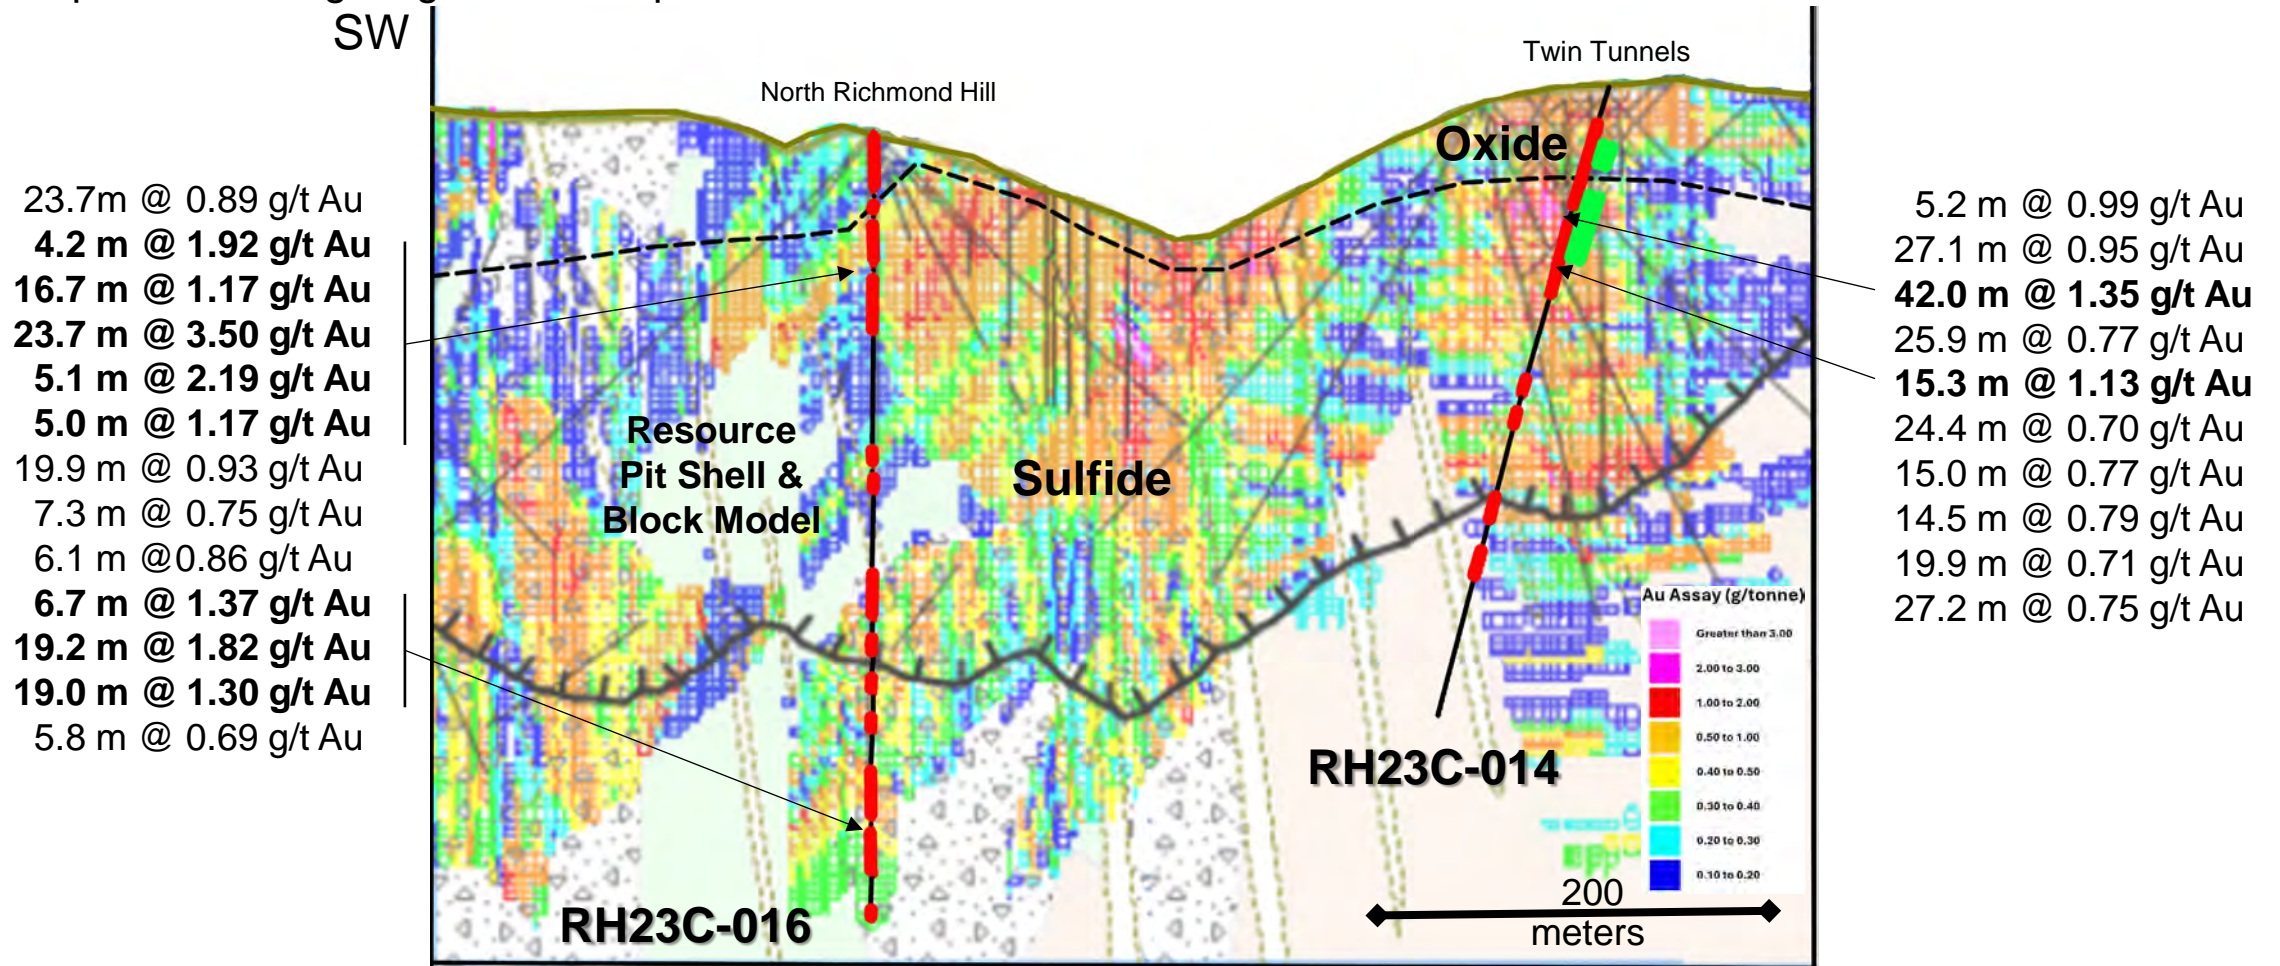 SW
North Richmond Hill
Twin Tunnels
Oxide
23.7m @ 0.89 g/t Au
4.2 m @ 1.92 g/t Au
16.7 m @ 1.17 g/t Au
23.7 m @ 3.50 g/t Au
5.1 m @ 2.19 g/t Au
5.0 m @ 1.17 g/t Au
19.9 m @ 0.93 g/t Au
7.3 m @ 0.75 g/t Au
6.1 m @0.86 g/t Au
6.7 m @ 1.37 g/t Au
19.2 m @ 1.82 g/t Au
19.0 m @ 1.30 g/t Au
5.8 m @ 0.69 g/t Au
Resource
Pit Shell &
Block Model
Sulfide
5.2 m @ 0.99 g/t Au
27.1 m @ 0.95 g/t Au
42.0 m @ 1.35 g/t Au
25.9 m @ 0.77 g/t Au
15.3 m @ 1.13 g/t Au
24.4 m @ 0.70 g/t Au
15.0 m @ 0.77 g/t Au
14.5 m @ 0.79 g/t Au
19.9 m @ 0.71 g/t Au
27.2 m @ 0.75 g/t Au
Au Assay (g/tonne)
Greater than 3.00
2.00 to 3.00
1.00 to 2.00
0.50 to 1.00
0.40 to 0.50
0.30 to 0.40
0.20 to 0.30
0.10 to 0.20
RH23C-014
RH23C-016
200
meters